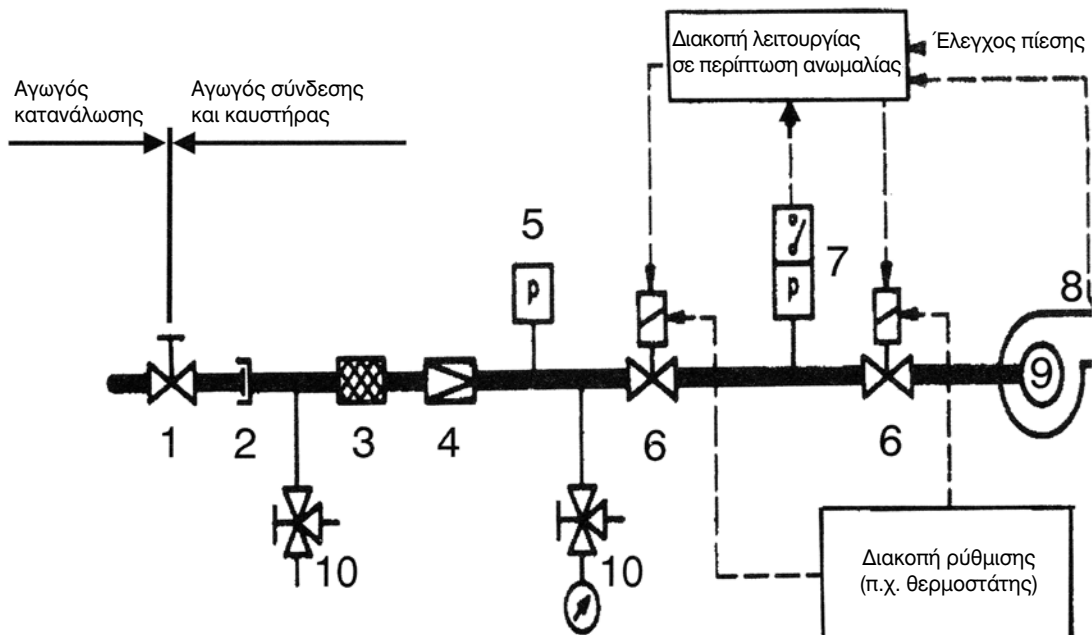 Διακοπή λειτουργίας
σε περίπτωση ανωμαλίας
Έλεγχος πίεσης
Αγωγός
κατανάλωσης
Αγωγός σύνδεσης
και καυστήρας
5
p
7
p
8
9
1
2
3
4
6
6
10
10
Διακοπή ρύθμισης
(π.χ. θερμοστάτης)